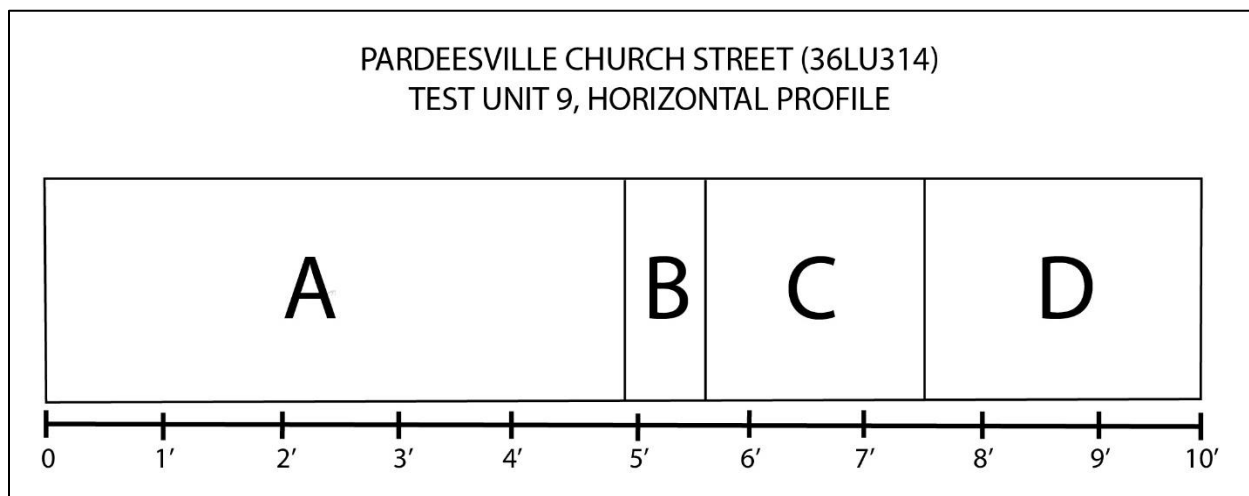 PARDEESVILLE CHURCH STREET (36LU314)
TEST UNIT 9, HORIZONTAL PROFILE
A B C D
0 1’ 2’ 3’ 4’ 5’ 6’ 7’ 8’ 9’ 10’